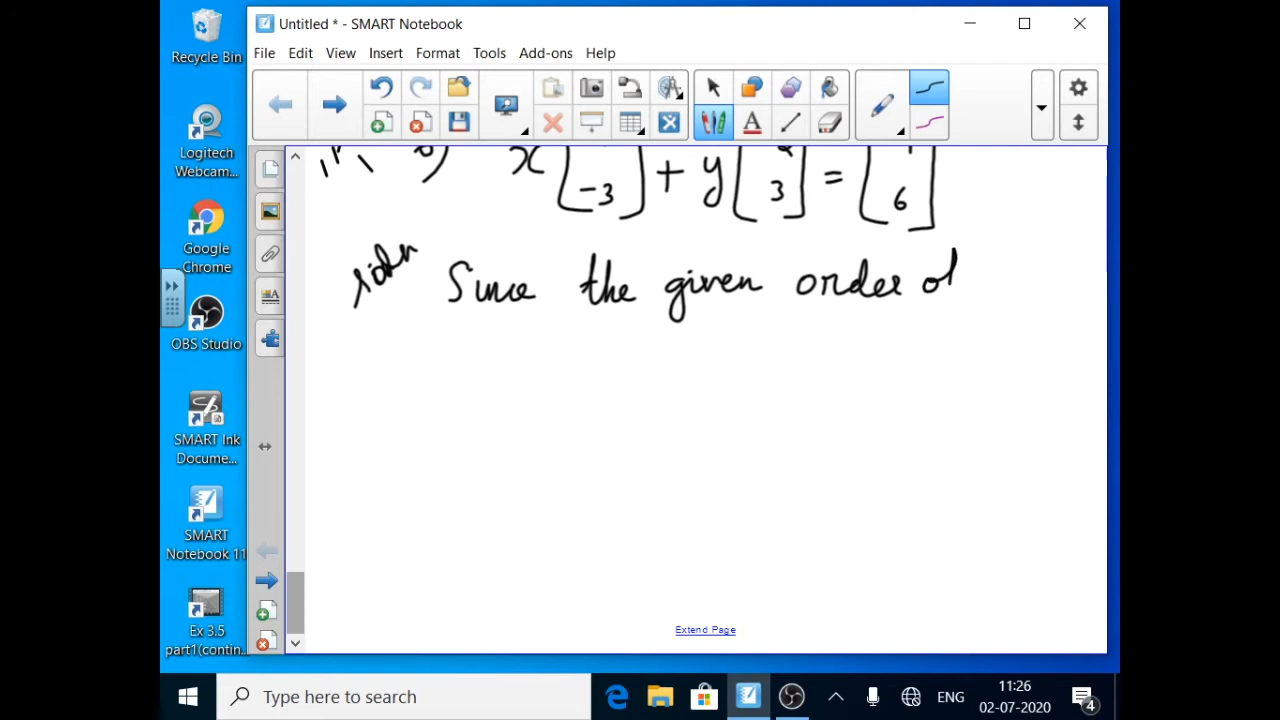 Recycle Bin
Logitech
Webcam...
Google
Chrome
OBS Studio
SMART Ink
Docume...
SMART
Notebook 11
Ex 3.5
part1(contin...
Untitled * - SMART Notebook
File Edit View Insert Format Tools Add-ons Help
x [ -3 ] + y [ 3 ] = [ 6 ]
Since the given order of
Extend Page
Type here to search
ENG
11:26
02-07-2020
4